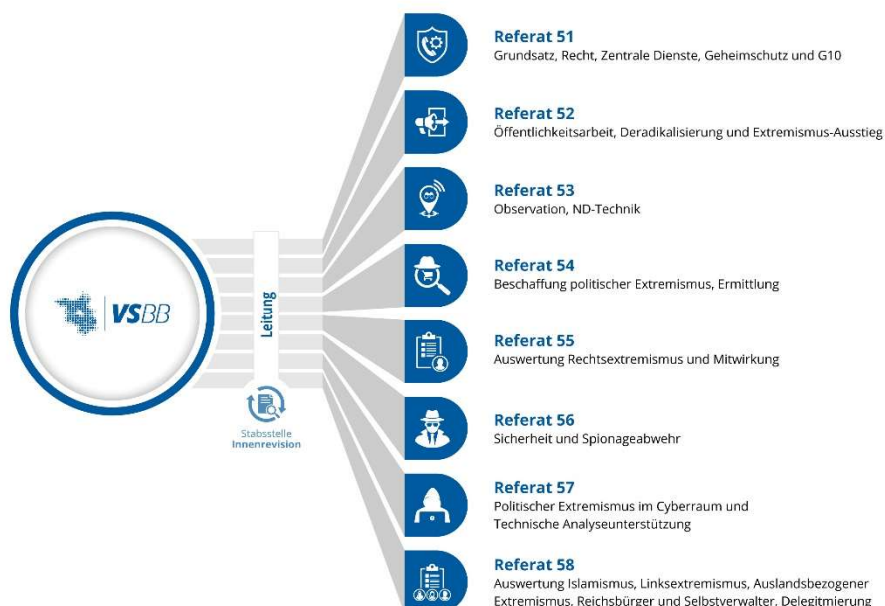 VSBB
Leitung
Stabsstelle
Innenrevision
Referat 51
Grundsatz, Recht, Zentrale Dienste, Geheimschutz und G10
Referat 52
Öffentlichkeitsarbeit, Deradikalisierung und Extremismus-Ausstieg
Referat 53
Observation, ND-Technik
Referat 54
Beschaffung politischer Extremismus, Ermittlung
Referat 55
Auswertung Rechtsextremismus und Mitwirkung
Referat 56
Sicherheit und Spionageabwehr
Referat 57
Politischer Extremismus im Cyberraum und
Technische Analyseunterstützung
Referat 58
Auswertung Islamismus, Linksextremismus, Auslandsbezogener
Extremismus, Reichsbürger und Selbstverwalter, Delegitmierung